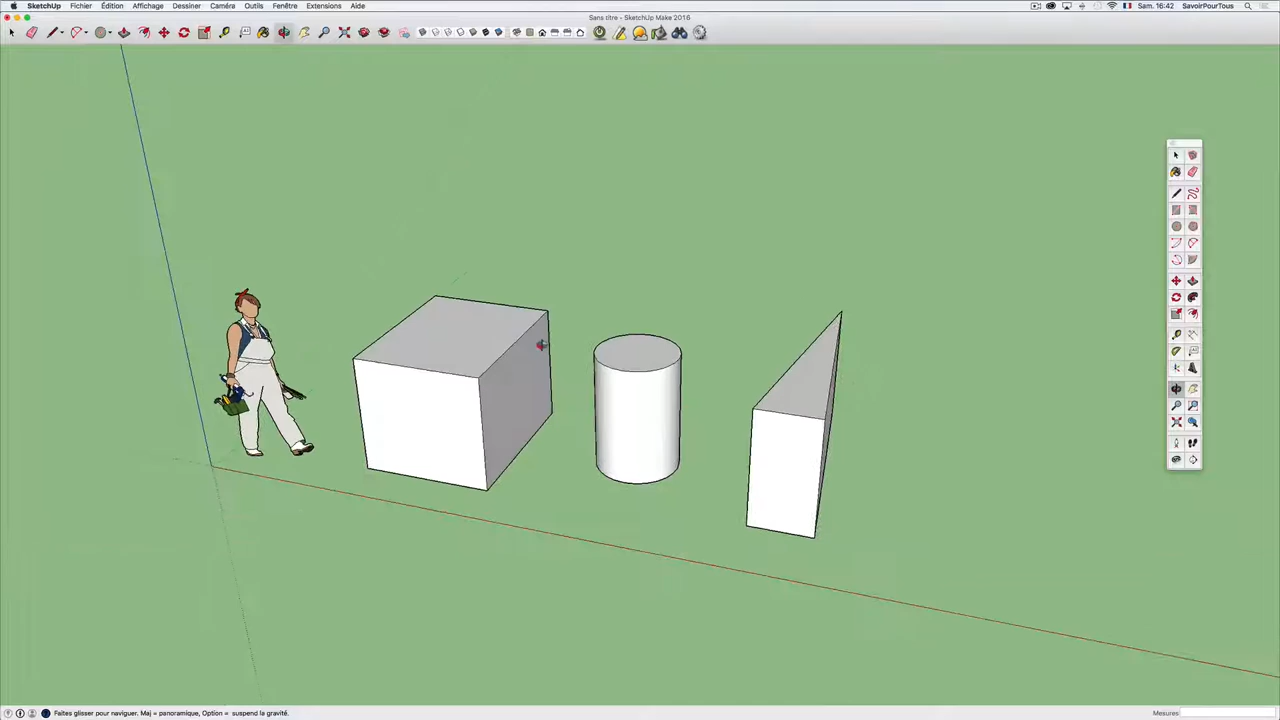 SketchUp Fichier Édition Affichage Dessiner Caméra Outils Fenêtre Extensions Aide Sam. 16:42 SavoirPourTous
Sans titre - SketchUp Make 2016
Faites glisser pour naviguer. Maj = panoramique, Option = suspend la gravité. Mesures